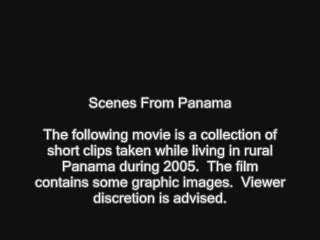 Scenes From Panama
The following movie is a collection of
short clips taken while living in rural
Panama during 2005.  The film
contains some graphic images.  Viewer
discretion is advised.